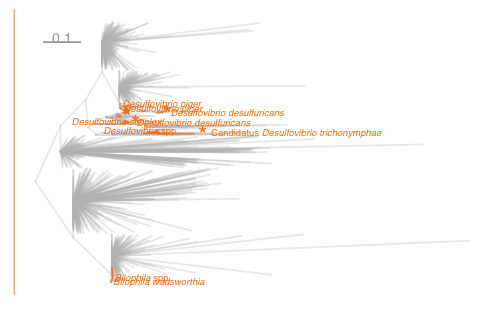 0.1
Desulfovibrio piger
Desulfovibrio piger
Desulfovibrio desulfuricans
Desulfovibrio simplex
Desulfovibrio desulfuricans
Desulfovibrio spp.
Candidatus Desulfovibrio trichonymphae
Bilophila spp.
Bilophila wadsworthia